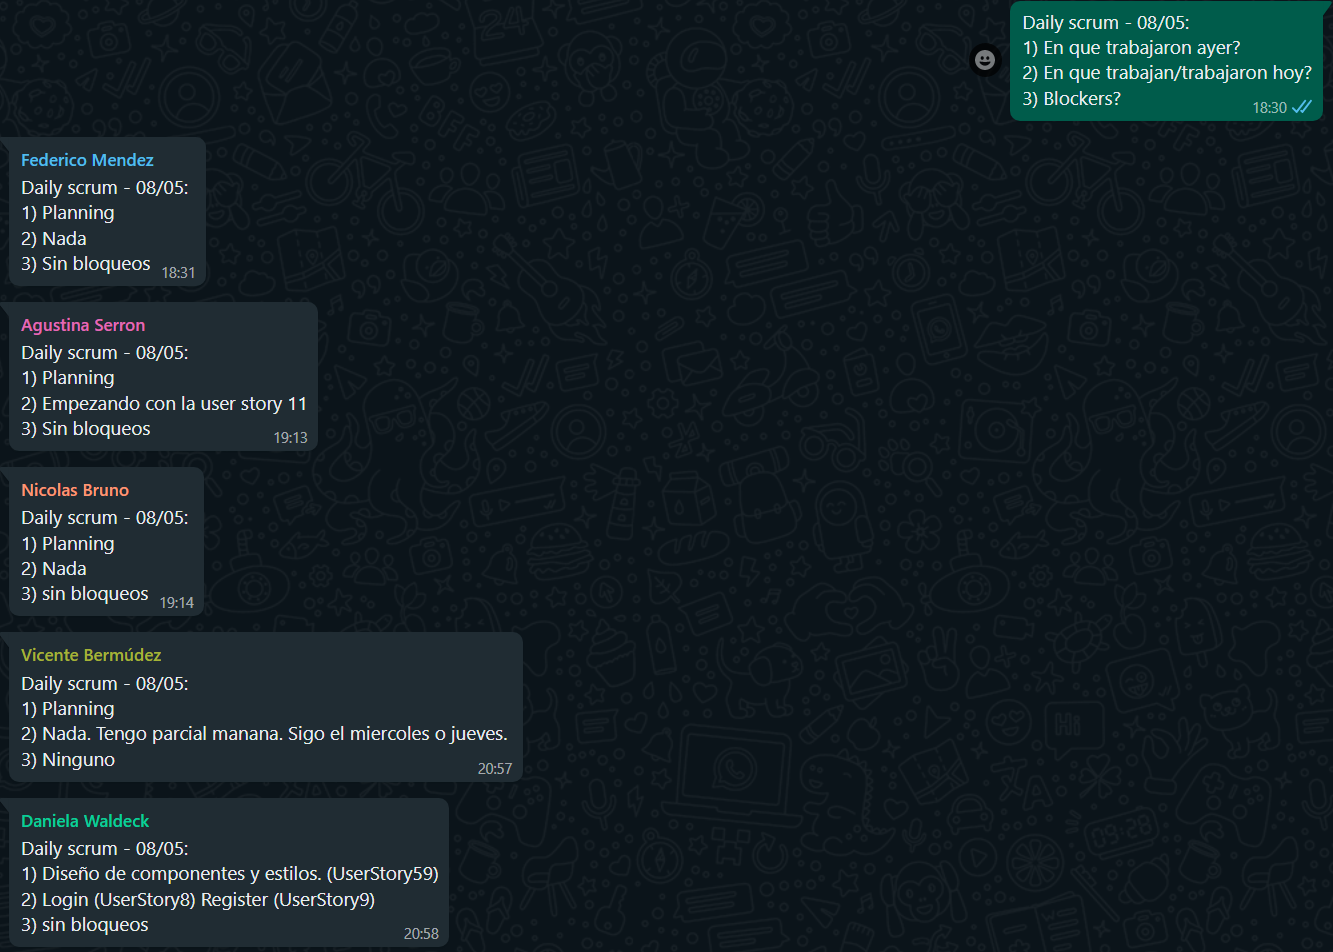 Daily scrum - 08/05:
1) En que trabajaron ayer?
2) En que trabajan/trabajaron hoy?
3) Blockers?
18:30
Federico Mendez
Daily scrum - 08/05:
1) Planning
2) Nada
3) Sin bloqueos
18:31
Agustina Serron
Daily scrum - 08/05:
1) Planning
2) Empezando con la user story 11
3) Sin bloqueos
19:13
Nicolas Bruno
Daily scrum - 08/05:
1) Planning
2) Nada
3) sin bloqueos
19:14
Vicente Bermúdez
Daily scrum - 08/05:
1) Planning
2) Nada. Tengo parcial manana. Sigo el miercoles o jueves.
3) Ninguno
20:57
Daniela Waldeck
Daily scrum - 08/05:
1) Diseño de componentes y estilos. (UserStory59)
2) Login (UserStory8) Register (UserStory9)
3) sin bloqueos
20:58